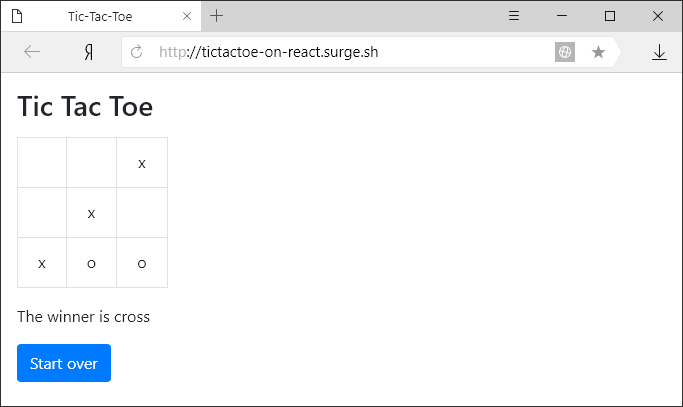 Tic-Tac-Toe
Я http://tictactoe-on-react.surge.sh
Tic Tac Toe
x
x
x o o
The winner is cross
Start over